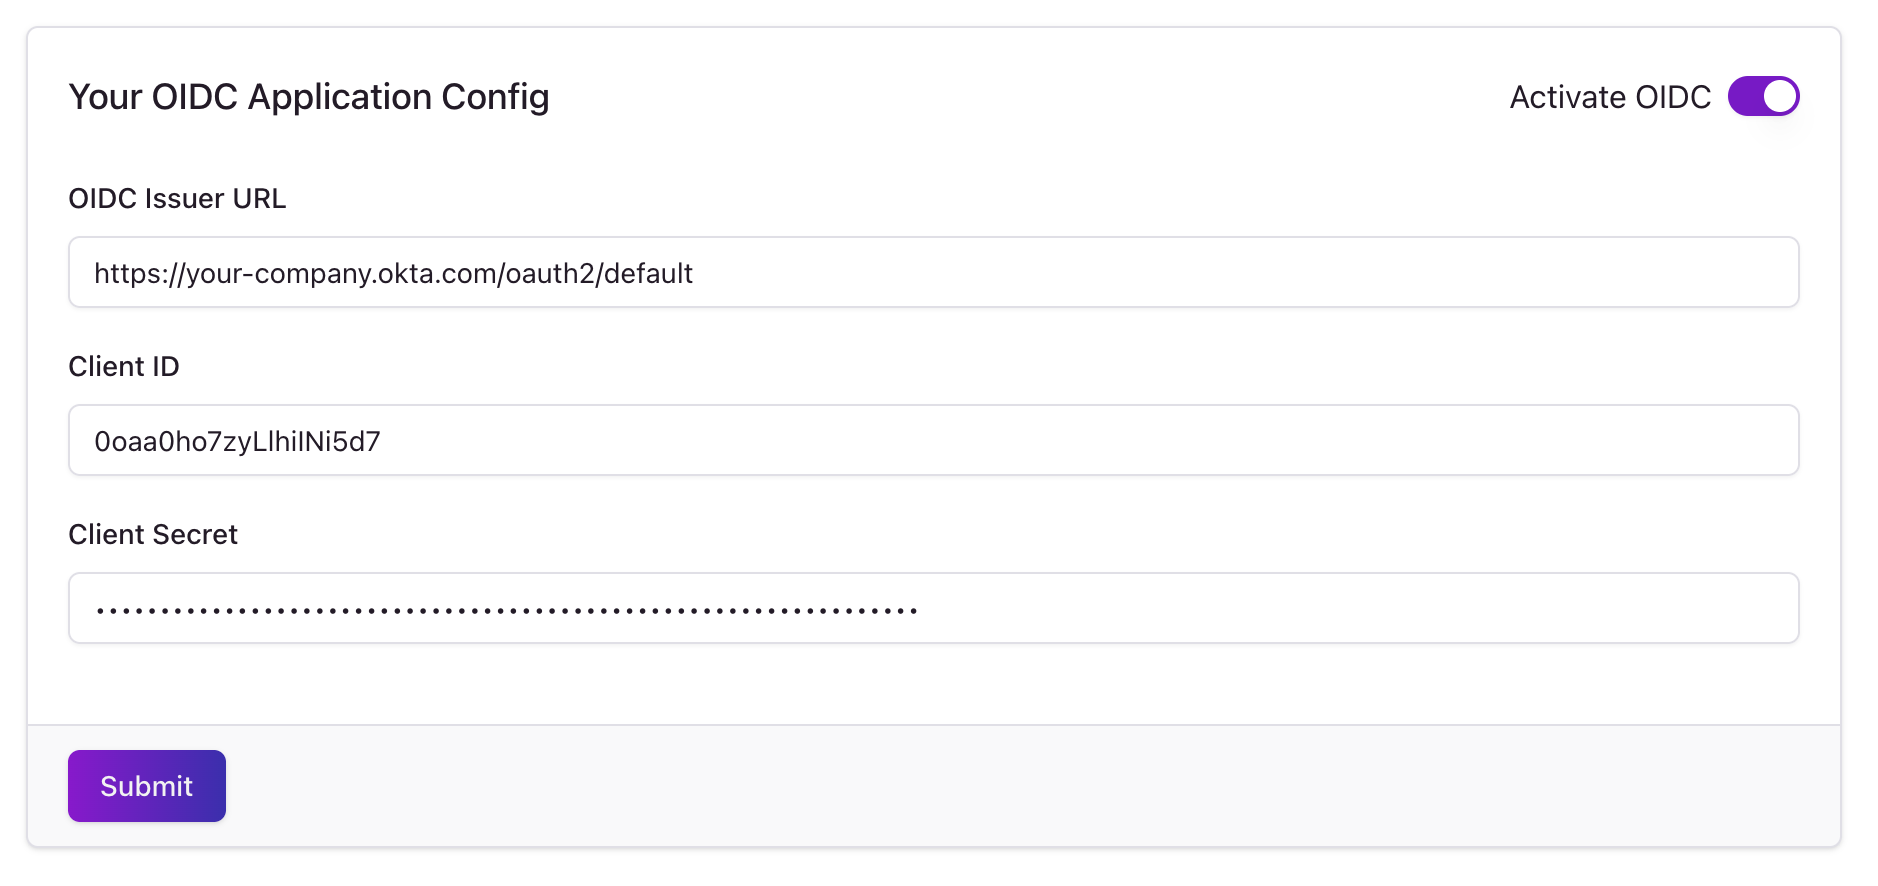 Your OIDC Application Config
Activate OIDC
OIDC Issuer URL
https://your-company.okta.com/oauth2/default
Client ID
0oaa0ho7zyLlhiINi5d7
Client Secret
••••••••••••••••••••••••••••••••••••••••••••••••••••••••••••••••
Submit